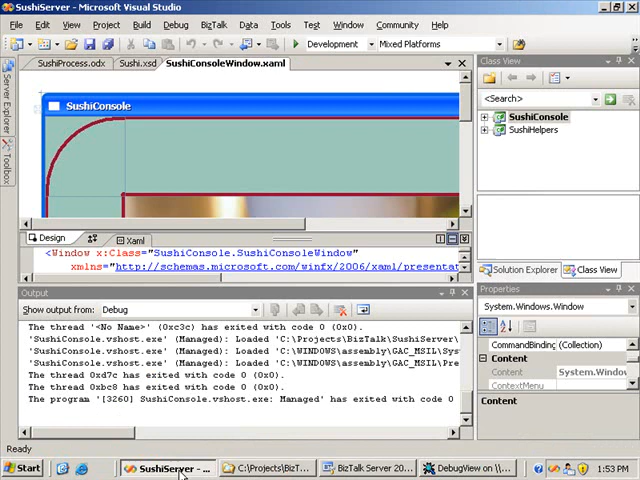 SushiServer - Microsoft Visual Studio
File Edit View Project Build Debug BizTalk Data Tools Test Window Community Help
Development Mixed Platforms
SushiProcess.odx Sushi.xsd SushiConsoleWindow.xaml
Class View
<Search>
SushiConsole
SushiHelpers
Server Explorer
Toolbox
SushiConsole
Design Xaml
<Window x:Class="SushiConsole.SushiConsoleWindow"
xmlns="http://schemas.microsoft.com/winfx/2006/xaml/presentat
Solution Explorer Class View
Output
Show output from: Debug
The thread '<No Name>' (0xc3c) has exited with code 0 (0x0).
'SushiConsole.vshost.exe' (Managed): Loaded 'C:\Projects\BizTalk\SushiServer\
'SushiConsole.vshost.exe' (Managed): Loaded 'C:\WINDOWS\assembly\GAC_MSIL\Sys
'SushiConsole.vshost.exe' (Managed): Loaded 'C:\WINDOWS\assembly\GAC_MSIL\Pre
The thread 0xd7c has exited with code 0 (0x0).
The thread 0xbc8 has exited with code 0 (0x0).
The program '[3260] SushiConsole.vshost.exe: Managed' has exited with code 0
Properties
System.Windows.Window
CommandBinding (Collection)
Content
Content System.Window
ContextMenu
Content
Ready
Start SushiServer - ... C:\Projects\BizT... BizTalk Server 20... DebugView on \\... 1:53 PM